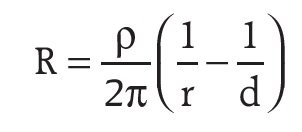 R = ρ/2π (1/r − 1/d)